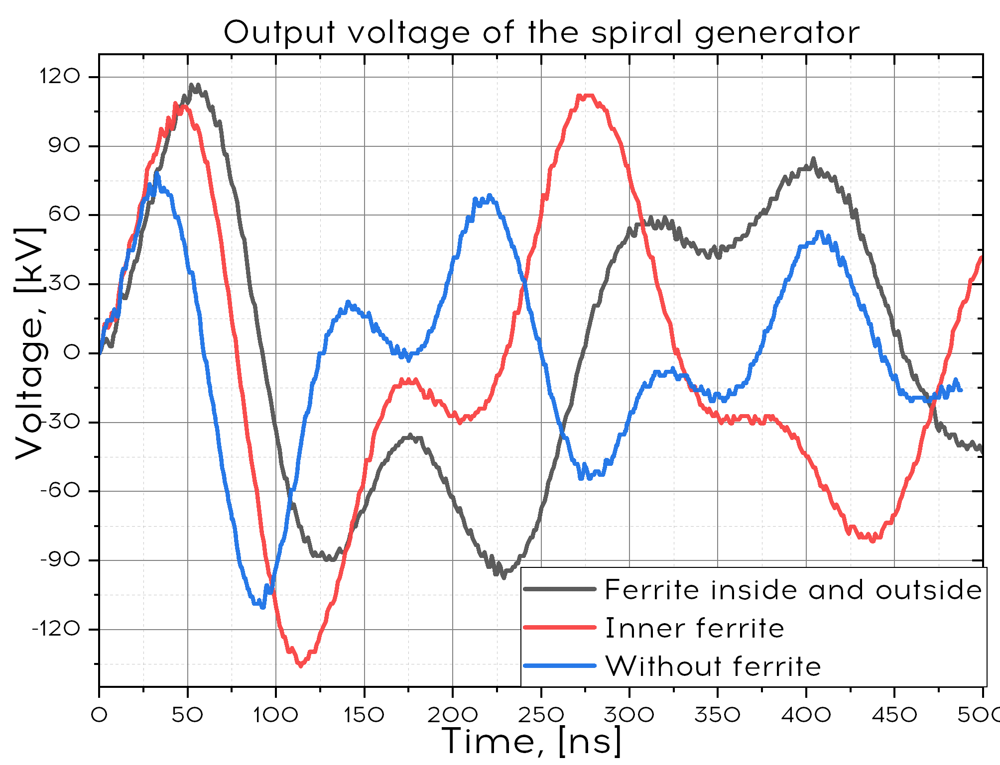 Output voltage of the spiral generator
120
90
60
30
0
-30
-60
-90
-120
Voltage, [kV]
0 50 100 150 200 250 300 350 400 450 500
Time, [ns]
Ferrite inside and outside
Inner ferrite
Without ferrite